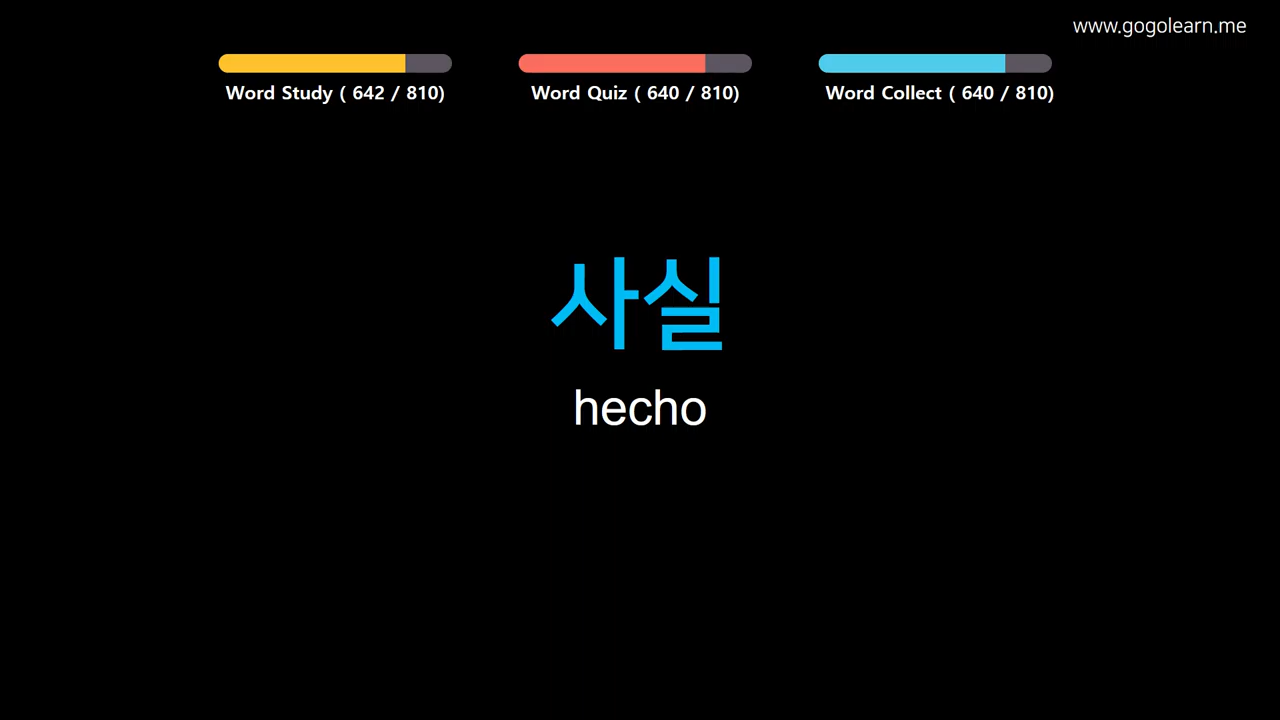 www.gogolearn.me
Word Study ( 642 / 810)
Word Quiz ( 640 / 810)
Word Collect ( 640 / 810)
사실
hecho